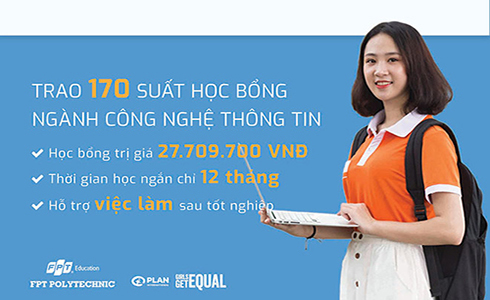 TRAO 170 SUẤT HỌC BỔNG
NGÀNH CÔNG NGHỆ THÔNG TIN
Học bổng trị giá 27.709.700 VNĐ
Thời gian học ngắn chỉ 12 tháng
Hỗ trợ việc làm sau tốt nghiệp
FPT Education
FPT POLYTECHNIC
PLAN
INTERNATIONAL
GIRLS
GET EQUAL